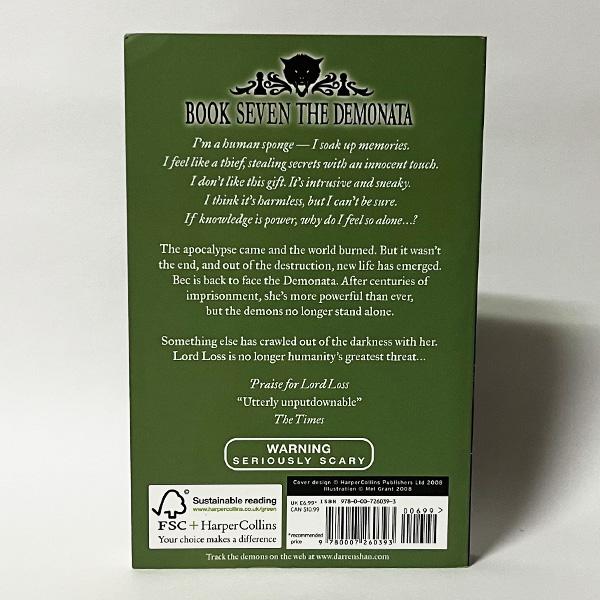 BOOK SEVEN THE DEMONATA
I'm a human sponge — I soak up memories.
I feel like a thief, stealing secrets with an innocent touch.
I don't like this gift. It's intrusive and sneaky.
I think it's harmless, but I can't be sure.
If knowledge is power, why do I feel so alone...?
The apocalypse came and the world burned. But it wasn't
the end, and out of the destruction, new life has emerged.
Bec is back to face the Demonata. After centuries of
imprisonment, she's more powerful than ever,
but the demons no longer stand alone.
Something else has crawled out of the darkness with her.
Lord Loss is no longer humanity's greatest threat...
Praise for Lord Loss
“Utterly unputdownable”
The Times
WARNING
SERIOUSLY SCARY
Cover design © HarperCollins Publishers Ltd 2008
Illustration © Mel Grant 2008
Sustainable reading
www.harpercollins.co.uk/green
FSC + HarperCollins
Your choice makes a difference
UK £6.99* ISBN 978-0-00-726039-3
CAN $10.99
00699 >
*recommended
price
9 780007 260393
Track the demons on the web at www.darrenshan.com